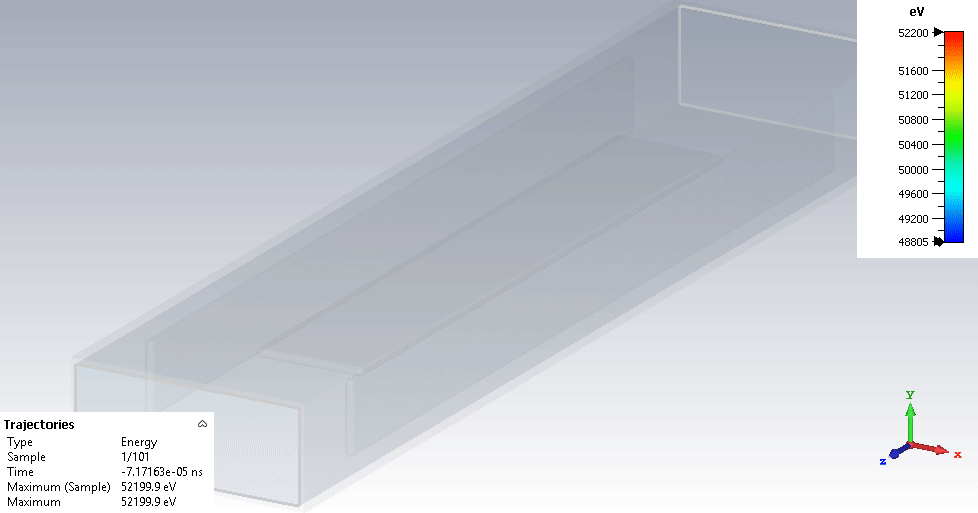 eV
52200
51600
51200
50800
50400
50000
49600
49200
48805
Y
x
z
Trajectories
Type Energy
Sample 1/101
Time -7.17163e-05 ns
Maximum (Sample) 52199.9 eV
Maximum 52199.9 eV